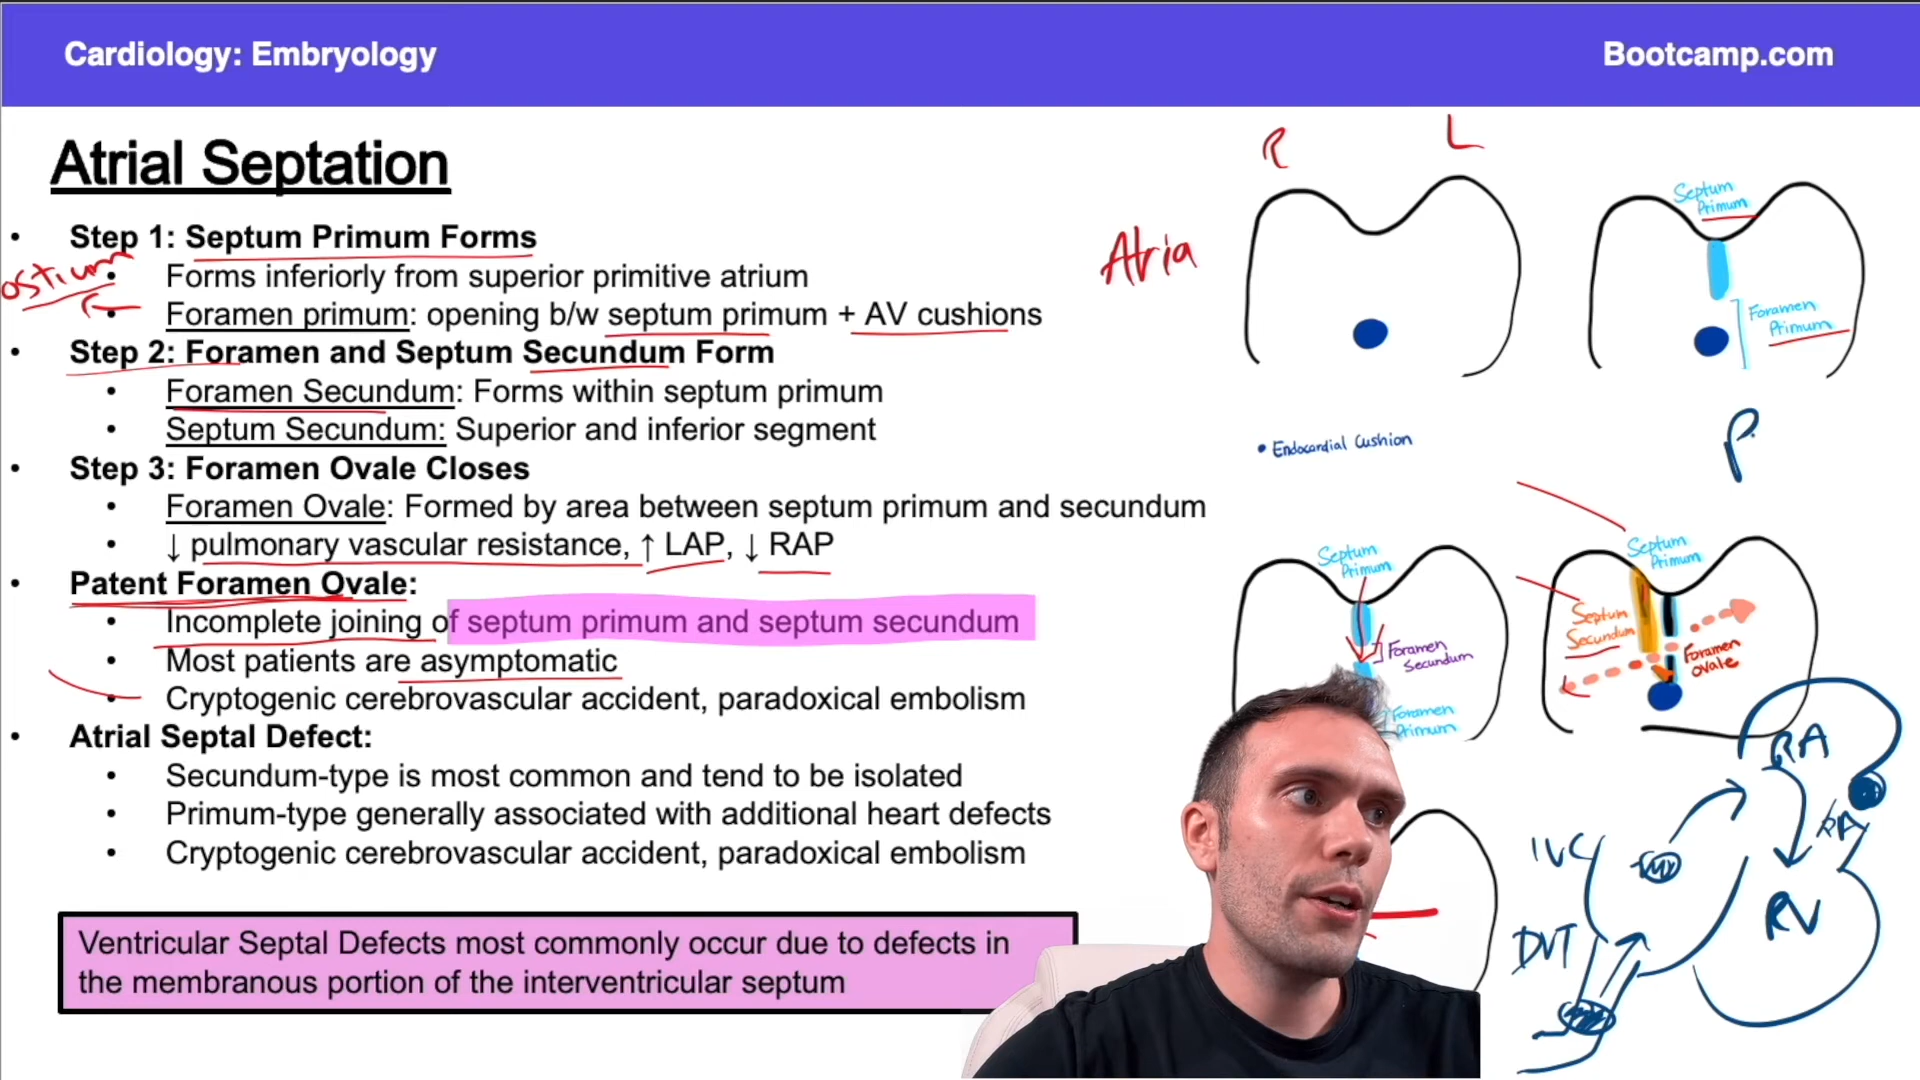 Cardiology: Embryology
Bootcamp.com
Atrial Septation
• Step 1: Septum Primum Forms
ostium
• Forms inferiorly from superior primitive atrium
• Foramen primum: opening b/w septum primum + AV cushions
• Step 2: Foramen and Septum Secundum Form
• Foramen Secundum: Forms within septum primum
• Septum Secundum: Superior and inferior segment
• Step 3: Foramen Ovale Closes
• Foramen Ovale: Formed by area between septum primum and secundum
• ↓ pulmonary vascular resistance, ↑ LAP, ↓ RAP
• Patent Foramen Ovale:
• Incomplete joining of septum primum and septum secundum
• Most patients are asymptomatic
• Cryptogenic cerebrovascular accident, paradoxical embolism
• Atrial Septal Defect:
• Secundum-type is most common and tend to be isolated
• Primum-type generally associated with additional heart defects
• Cryptogenic cerebrovascular accident, paradoxical embolism
Ventricular Septal Defects most commonly occur due to defects in
the membranous portion of the interventricular septum
R
L
Atria
Septum
Primum
Foramen
Primum
• Endocardial Cushion
P
Septum
Primum
Foramen
Secundum
Foramen
Primum
Septum
Primum
Septum
Secundum
Foramen
ovale
RA
PA
IVC
RV
DVT